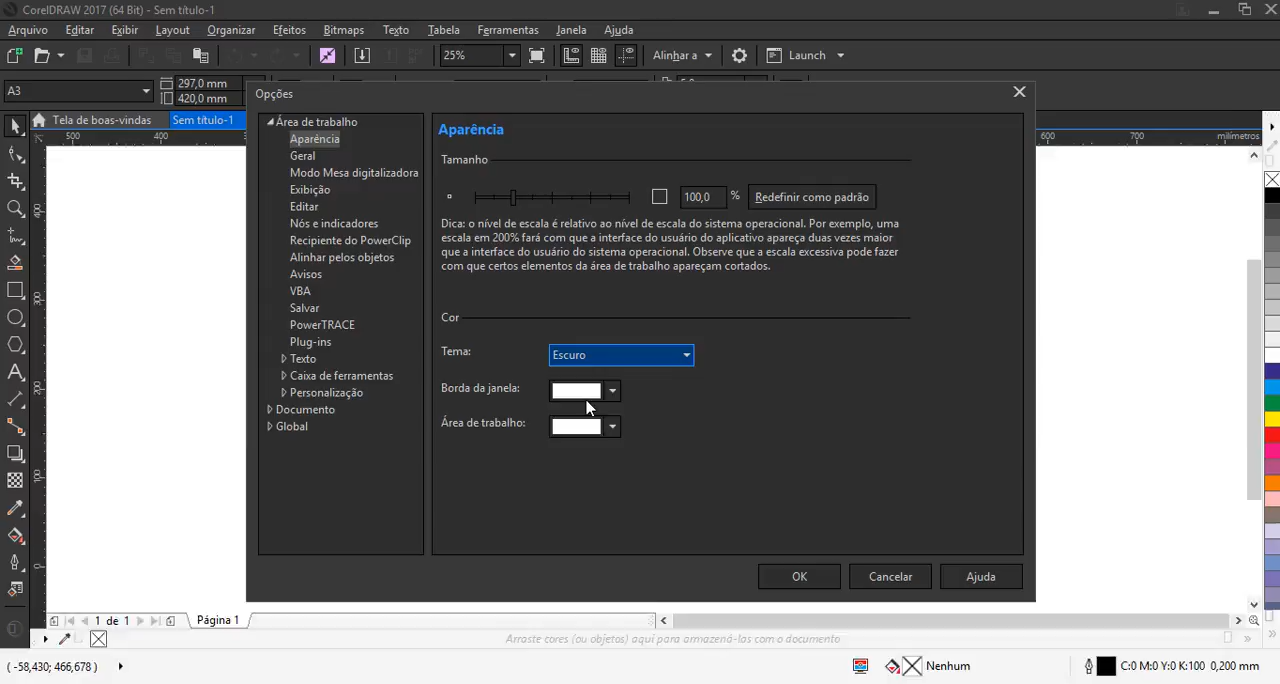 CorelDRAW 2017 (64 Bit) - Sem título-1
Arquivo Editar Exibir Layout Organizar Efeitos Bitmaps Texto Tabela Ferramentas Janela Ajuda
25% Alinhar a Launch
A3 297,0 mm
420,0 mm
Opções
Tela de boas-vindas Sem título-1
500 400 600 700 milímetros
400
300
200
100
0
Área de trabalho
Aparência
Geral
Modo Mesa digitalizadora
Exibição
Editar
Nós e indicadores
Recipiente do PowerClip
Alinhar pelos objetos
Avisos
VBA
Salvar
PowerTRACE
Plug-ins
Texto
Caixa de ferramentas
Personalização
Documento
Global
Aparência
Tamanho
100,0 % Redefinir como padrão
Dica: o nível de escala é relativo ao nível de escala do sistema operacional. Por exemplo, uma
escala em 200% fará com que a interface do usuário do aplicativo apareça duas vezes maior
que a interface do usuário do sistema operacional. Observe que a escala excessiva pode fazer
com que certos elementos da área de trabalho apareçam cortados.
Cor
Tema: Escuro
Borda da janela:
Área de trabalho:
OK Cancelar Ajuda
1 de 1 Página 1
Arraste cores (ou objetos) aqui para armazená-las com o documento
( -58,430; 466,678 ) Nenhum C:0 M:0 Y:0 K:100 0,200 mm